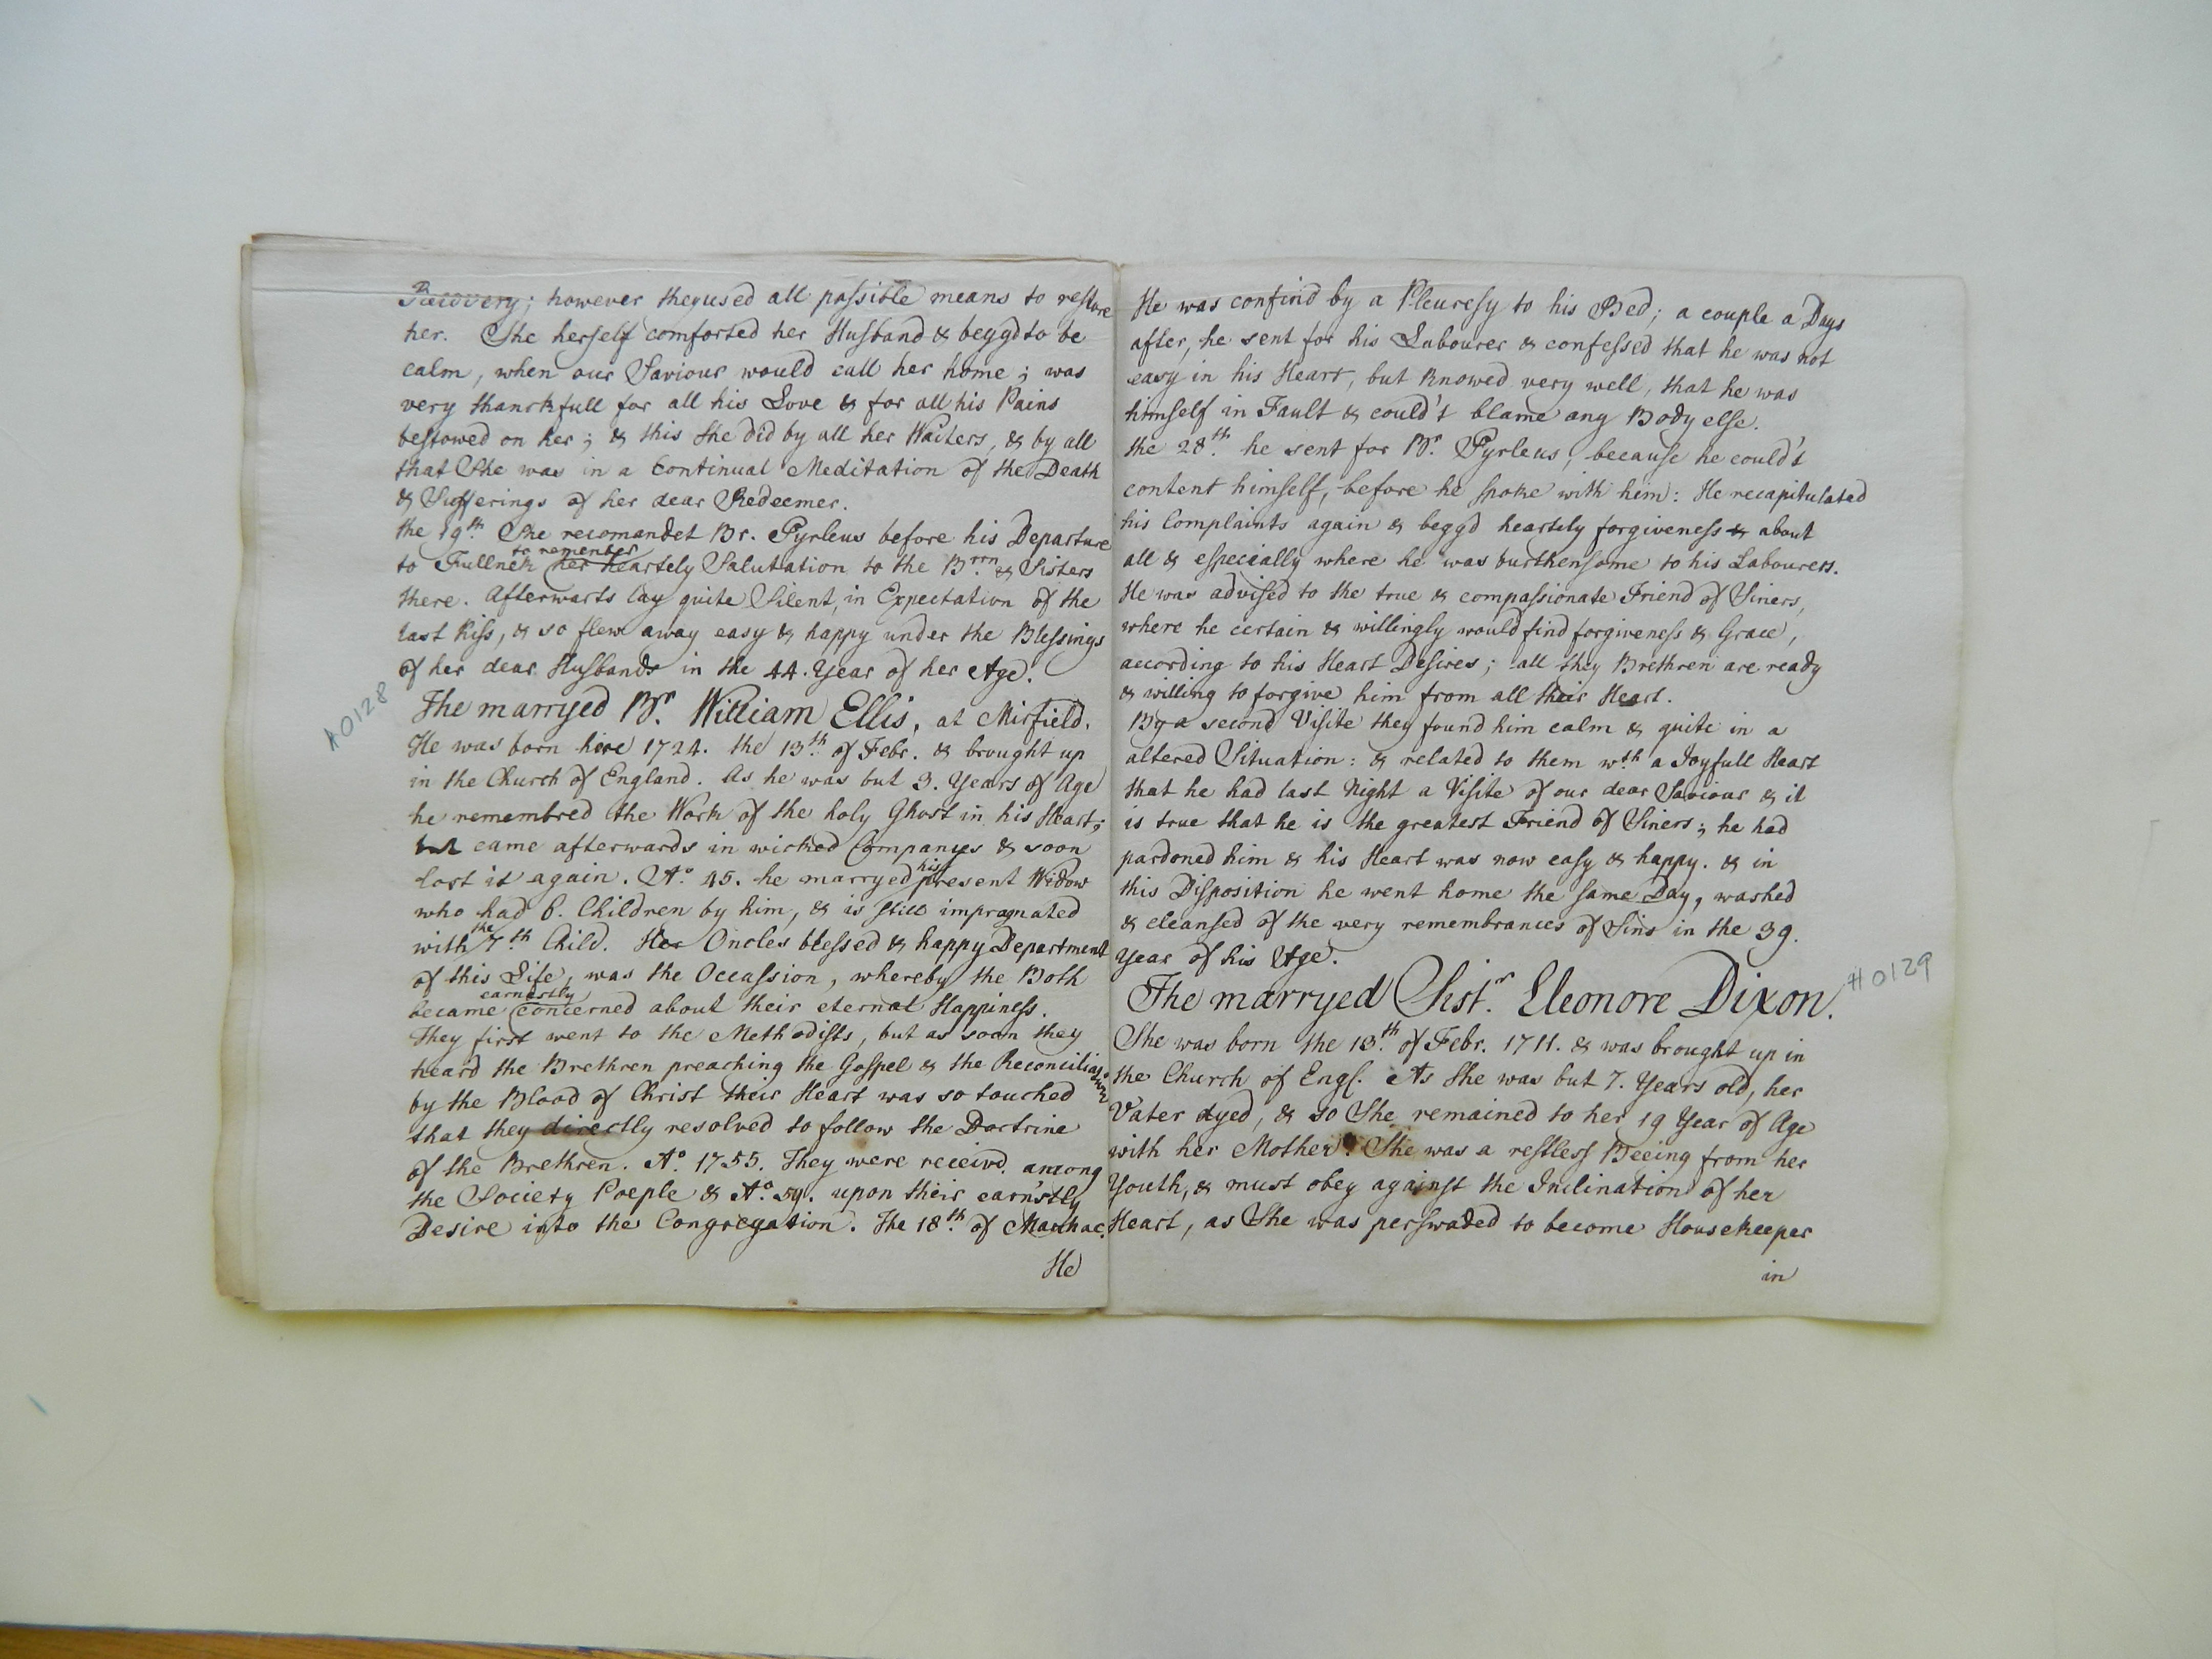 Recovery; however they used all possible means to restore
her. She herself comforted her Husband & beggd to be
calm, when our Saviour would call her home; was
very thanckfull for all his Love & for all his Pains
bestowed on her; & this She did by all her Waiters, & by all
that She was in a Continual Meditation of the Death
& Sufferings of her dear Redeemer.
the 19th. She recomandet Br. Pyrleus before his Departure
to remember
to Fullnek her heartely Salutation to the Brrn & Sisters
there. Afterwarts lay quite Silent, in Expectation of the
last Kiss, & so flew away easy & happy under the Blessings
of her dear Husbands in the 44. Year of her Age.
A0128
The marryed Br. William Ellis, at Mirfield.
He was born here 1724. the 13th. of Febr. & brought up
in the Church of England. As he was but 3. Years of Age
he remembred the Work of the holy Ghost in his Heart;
but came afterwards in wicked Companyes & soon
lost it again. Ao. 45. he marryed his present Widow
who had 6. Children by him, & is still impragnated
with the 7th. Child. Her Oncles blessed & happy Department
of this Life, was the Occassion, whereby the Both
earnestly
became concerned about their eternal Happiness.
They first went to the Methodists, but as soon they
heard the Brethren preaching the Gospel & the Reconciliation
by the Blood of Christ their Heart was so touched
that they directly resolved to follow the Doctrine
of the Brethren. Ao. 1755. They were receivd. among
the Society Poeple & Ao. 59. upon their earn'stly
Desire into the Congregation. The 18th. of
He
He was confind by a Pleuresy to his Bed; a couple a Days
after, he sent for his Labourer & confessed that he was not
easy in his Heart, but knowed very well, that he was
himself in Fault & could't blame any Body else.
the 28th. he sent for Br. Pyrleus, because he could't
content himself, before he spoke with him: He recapitulated
his Complaints again & beggd heartely forgiveness & about
all & especially where he was burthensome to his Labourers.
He was advised to the true & compassionate Friend of Siners,
where he certain & willingly would find forgiveness & Grace,
according to his Heart Desires; all they Brethren are ready
& willing to forgive him from all their Heart.
By a second Visite they found him calm & quite in a
altered Situation: & related to them wth a Joyfull Heart
that he had last Night a Visite of our dear Saviour & it
is true that he is the greatest Friend of Siners; he had
pardoned him & his Heart was now easy & happy. & in
this Disposition he went home the same Day, washed
& cleansed of the very remembrances of Sins in the 39.
Year of his Age.
The marryed Sistr. Eleonore Dixon.
A0129
She was born the 13th. of Febr. 1711. & was brought up in
the Church of Engl. As She was but 7. Years old, her
Vater dyed, & so She remained to her 19 Year of Age
with her Mother. She was a restless Beeing from her
Youth, & must obey against the Inclination of her
Heart, as She was perswaded to become Housekeeper
in